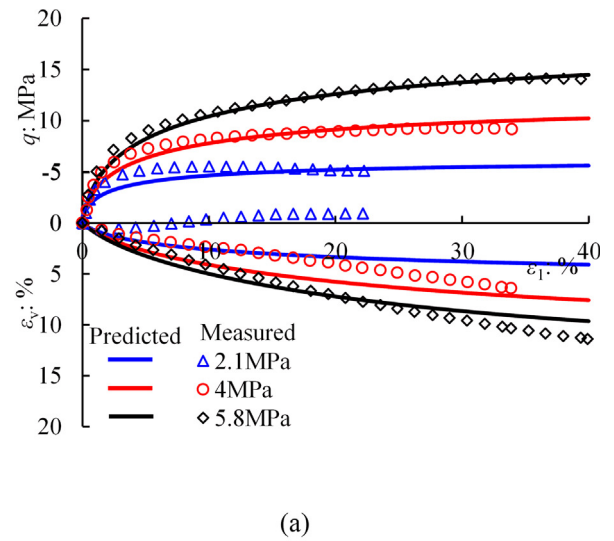 20
15
10
-5
0
5
10
15
20
q: MPa
εv: %
0 10 20 30 40
ε1: %
Predicted Measured
2.1MPa
4MPa
5.8MPa
(a)